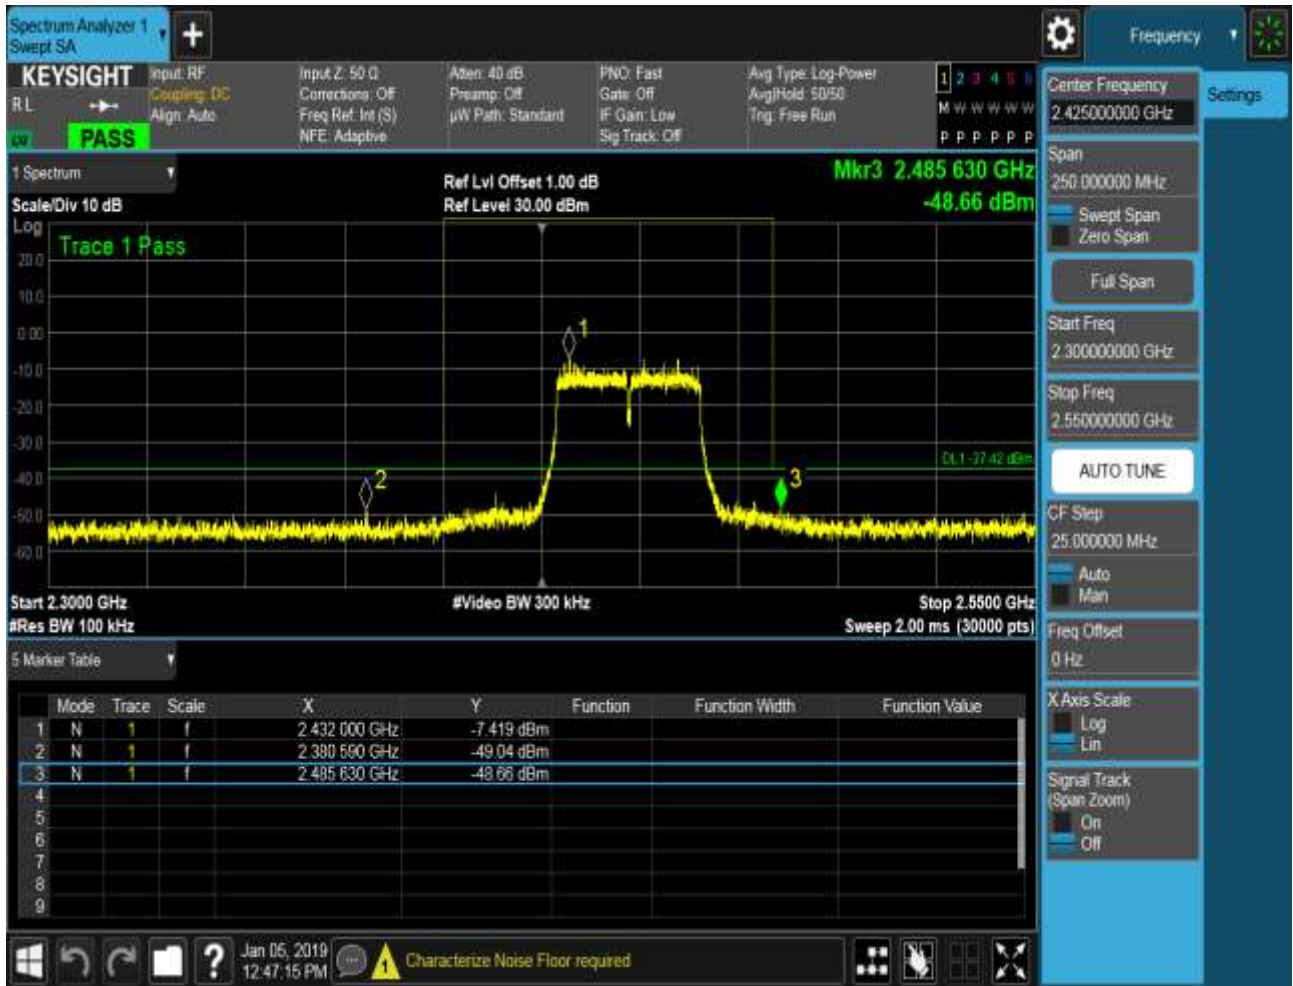 Spectrum Analyzer 1
Swept SA
+
Frequency
KEYSIGHT
RL
PASS
Input: RF
Coupling: DC
Align: Auto
Input Z: 50 Ω
Corrections: Off
Freq Ref: Int (S)
NFE: Adaptive
Atten: 40 dB
Preamp: Off
µW Path: Standard
PNO: Fast
Gate: Off
IF Gain: Low
Sig Track: Off
Avg Type: Log-Power
Avg|Hold: 50/50
Trig: Free Run
1 2 3 4 5 6
M W W W W W
P P P P P P
1 Spectrum
Scale/Div 10 dB
Ref Lvl Offset 1.00 dB
Ref Level 30.00 dBm
Mkr3 2.485 630 GHz
-48.66 dBm
Log
Trace 1 Pass
20.0
10.0
0.00
-10.0
-20.0
-30.0
-40.0
-50.0
-60.0
1
2
3
DL1 -37.42 dBm
Start 2.3000 GHz
#Video BW 300 kHz
Stop 2.5500 GHz
#Res BW 100 kHz
Sweep 2.00 ms (30000 pts)
5 Marker Table
Mode Trace Scale X Y Function Function Width Function Value
1 N 1 f 2.432 000 GHz -7.419 dBm
2 N 1 f 2.380 590 GHz -49.04 dBm
3 N 1 f 2.485 630 GHz -48.66 dBm
4
5
6
7
8
9
Center Frequency
2.425000000 GHz
Settings
Span
250.000000 MHz
Swept Span
Zero Span
Full Span
Start Freq
2.300000000 GHz
Stop Freq
2.550000000 GHz
AUTO TUNE
CF Step
25.000000 MHz
Auto
Man
Freq Offset
0 Hz
X Axis Scale
Log
Lin
Signal Track
(Span Zoom)
On
Off
?
Jan 05, 2019
12:47:15 PM
1
Characterize Noise Floor required